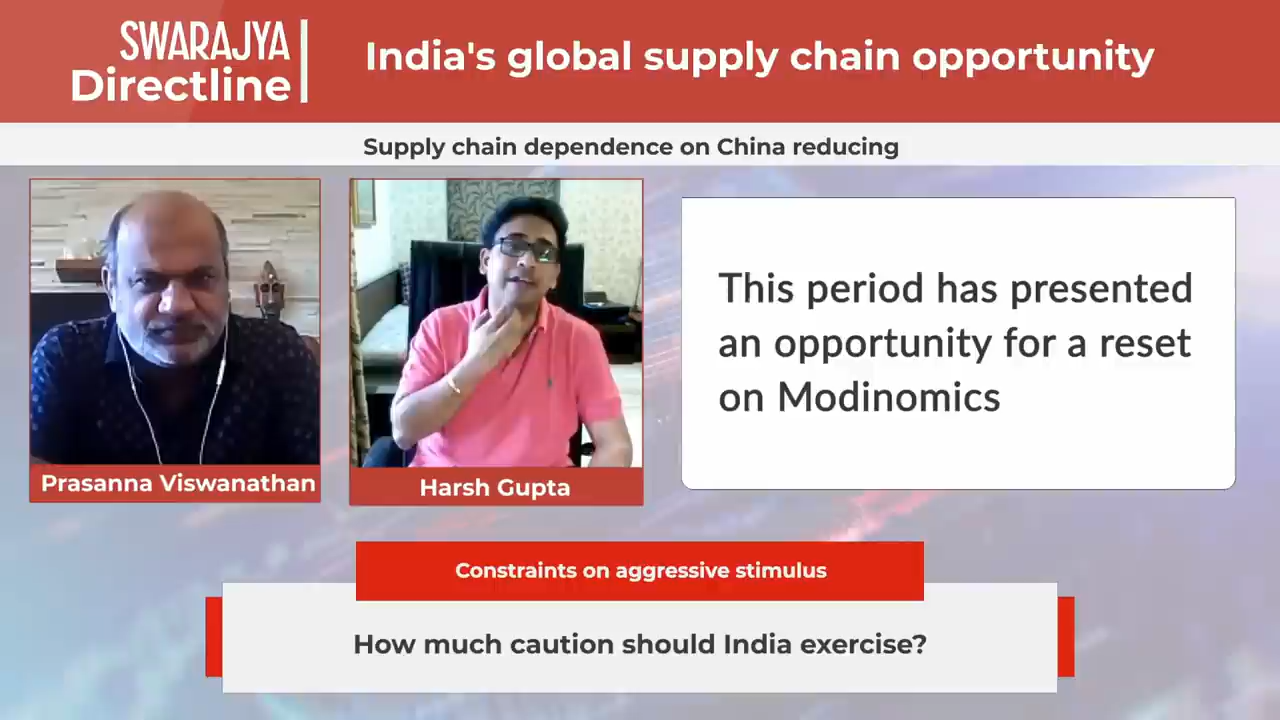 SWARAJYA
Directline
India's global supply chain opportunity
Supply chain dependence on China reducing
Prasanna Viswanathan
Harsh Gupta
This period has presented
an opportunity for a reset
on Modinomics
Constraints on aggressive stimulus
How much caution should India exercise?